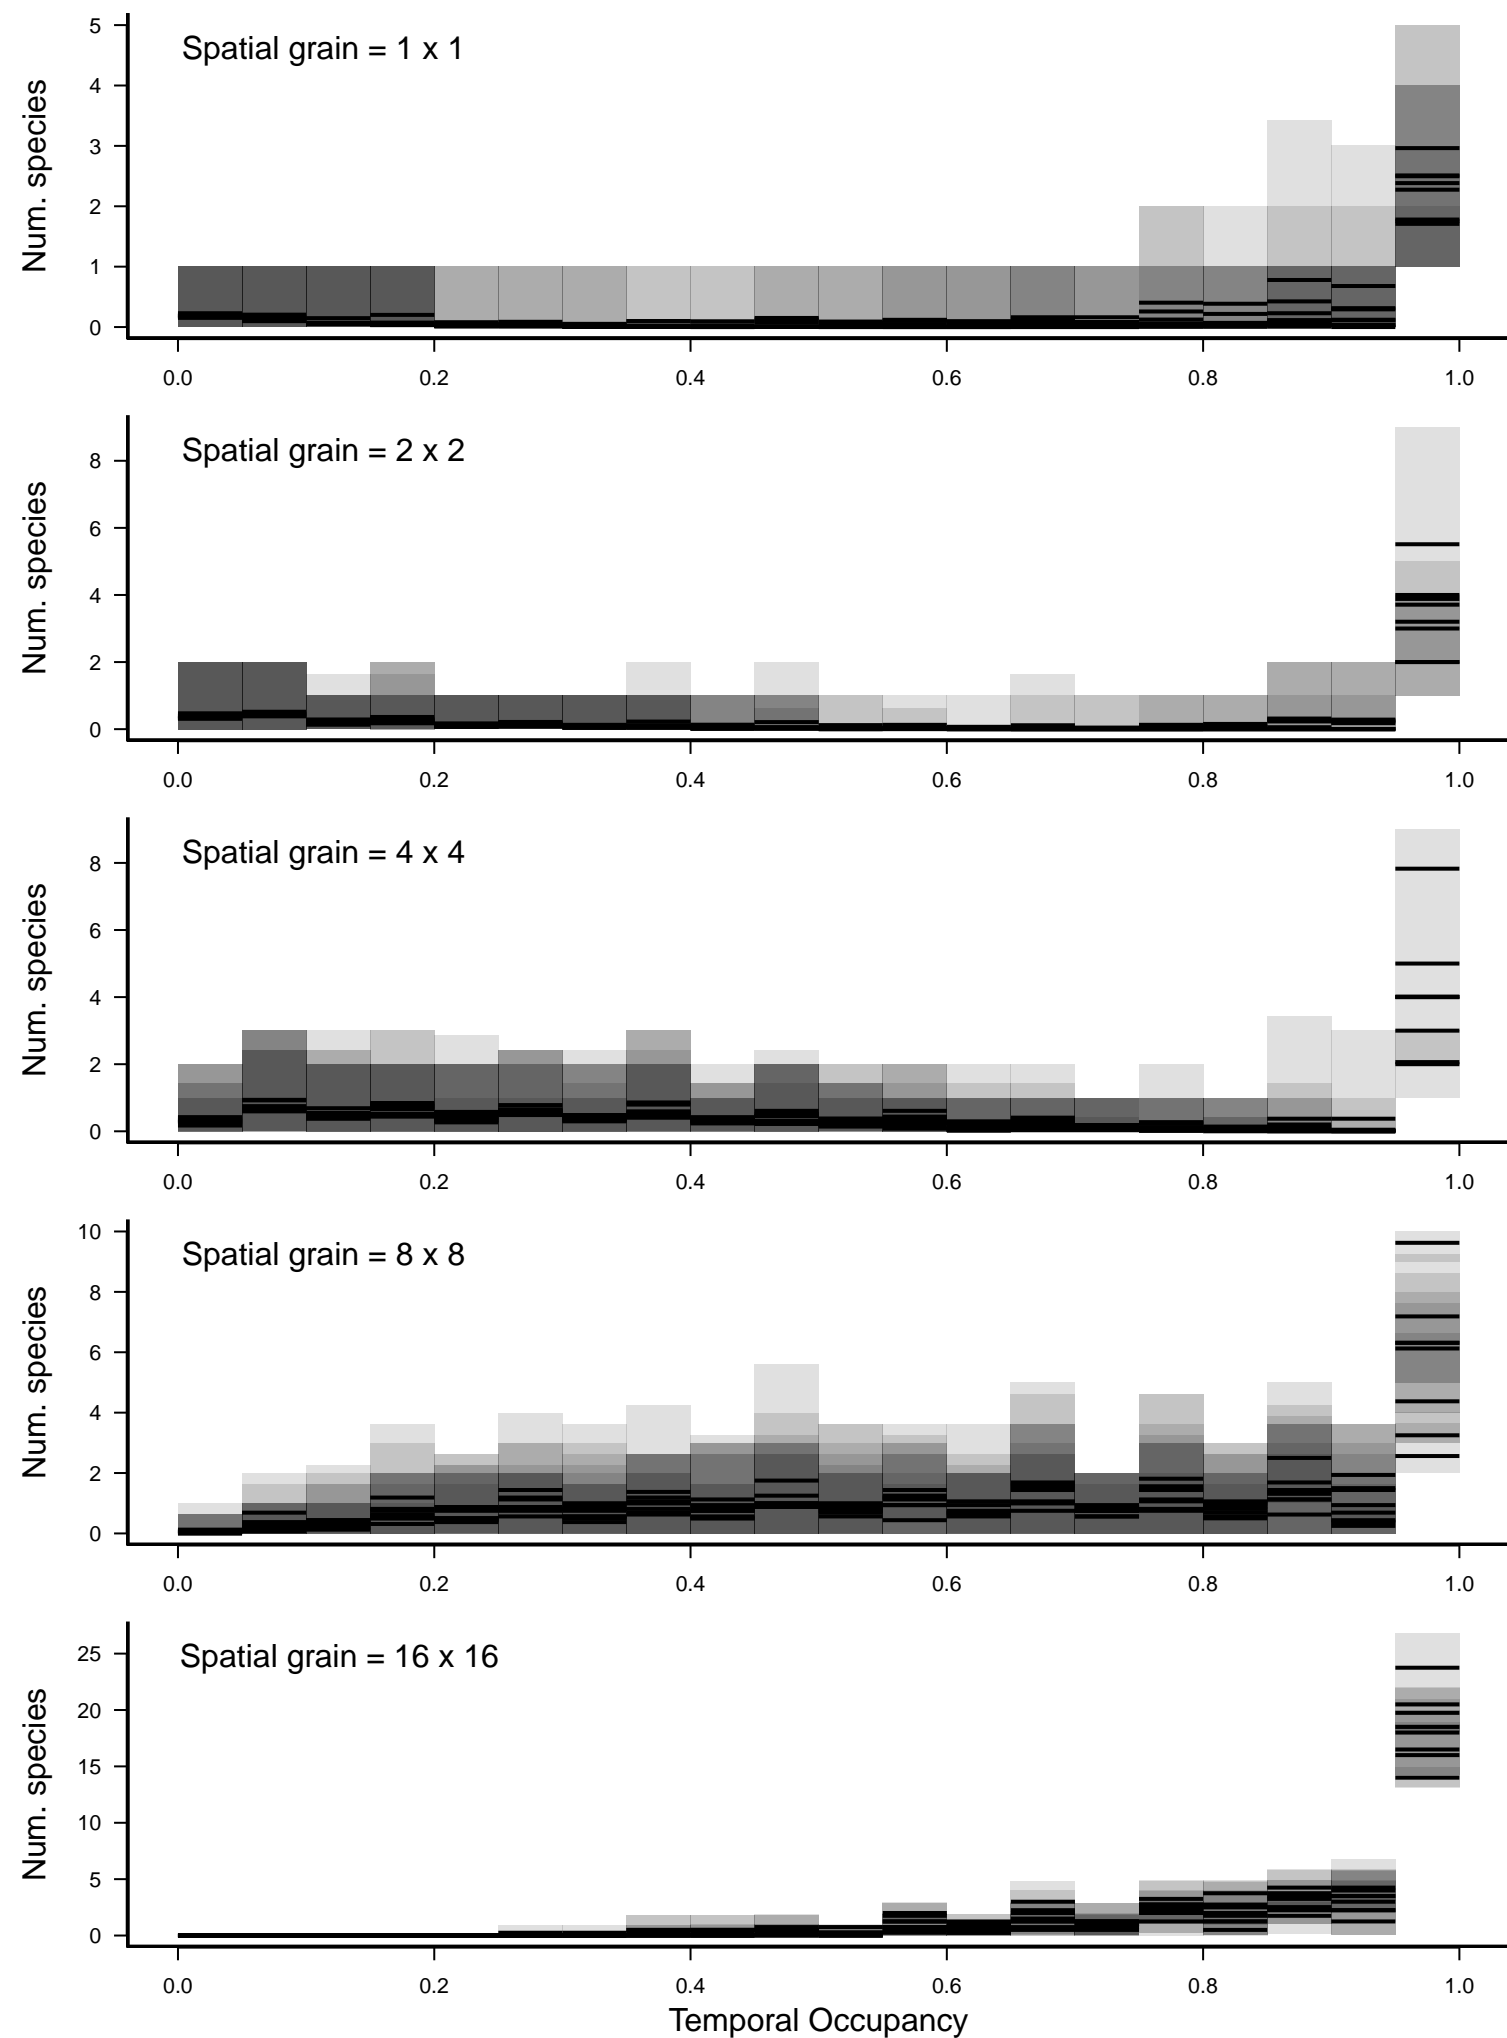 Spatial grain = 1 x 1
Num. species
5
4
3
2
1
0
0.0 0.2 0.4 0.6 0.8 1.0
Spatial grain = 2 x 2
Num. species
8
6
4
2
0
0.0 0.2 0.4 0.6 0.8 1.0
Spatial grain = 4 x 4
Num. species
8
6
4
2
0
0.0 0.2 0.4 0.6 0.8 1.0
Spatial grain = 8 x 8
Num. species
10
8
6
4
2
0
0.0 0.2 0.4 0.6 0.8 1.0
Spatial grain = 16 x 16
Num. species
25
20
15
10
5
0
0.0 0.2 0.4 0.6 0.8 1.0
Temporal Occupancy